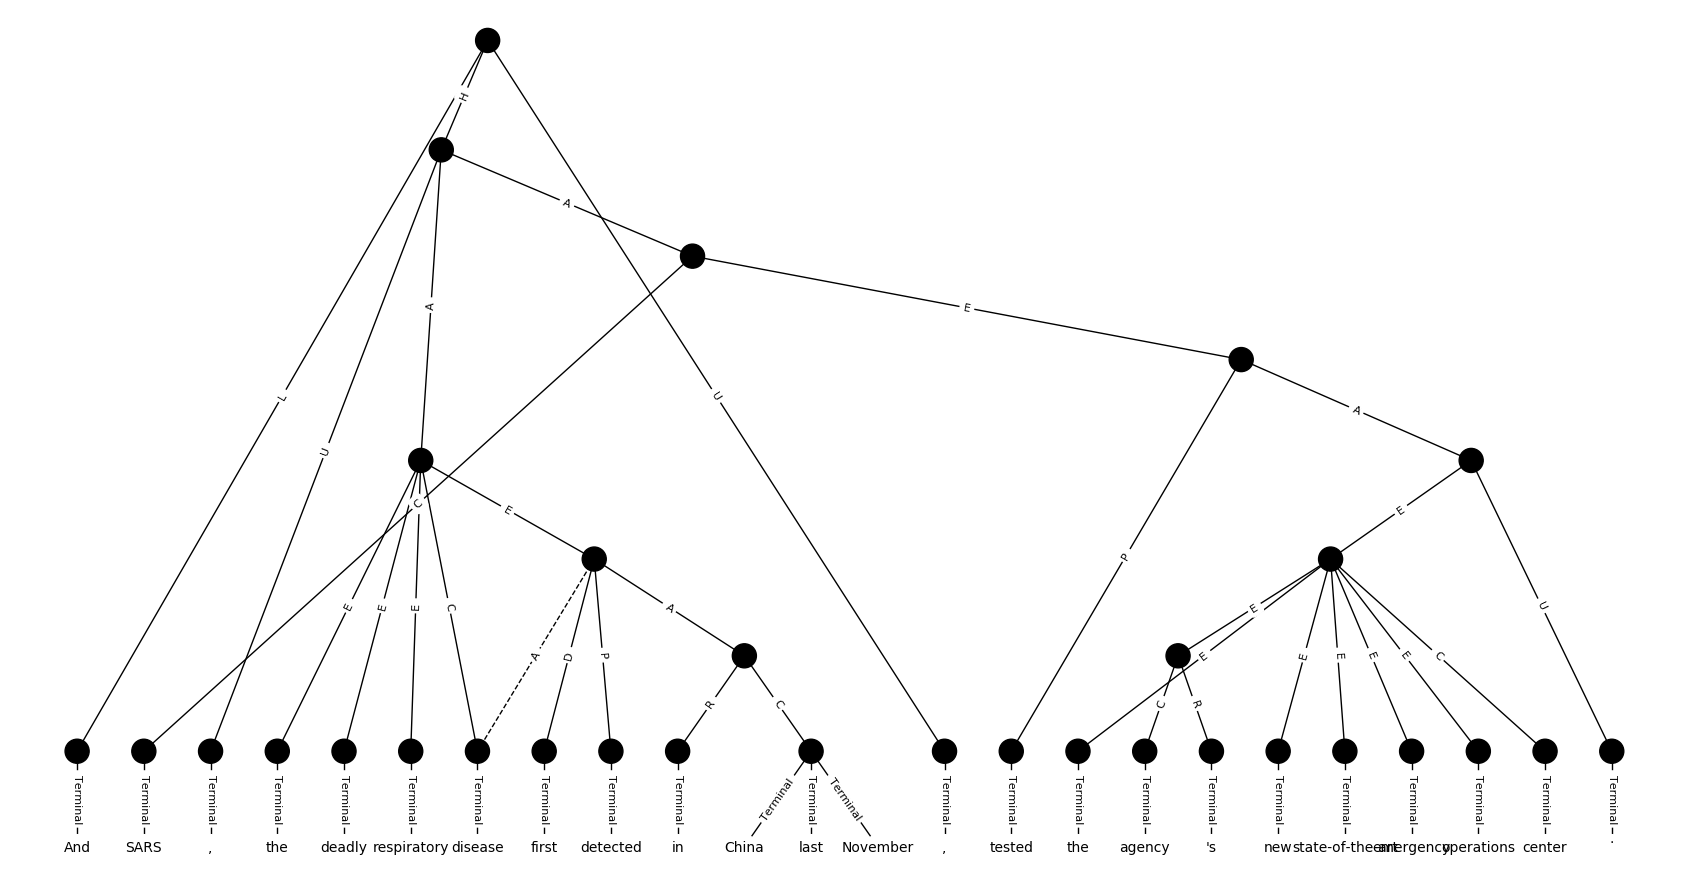 H
A
A
E
L
U
A
U
C
E
E
P
E
E
E
E
C
U
A
D
P
A
E
E
E
E
E
E
C
R
C
C
R
Terminal Terminal Terminal Terminal Terminal Terminal Terminal Terminal Terminal Terminal Terminal Terminal Terminal Terminal Terminal Terminal Terminal Terminal Terminal Terminal Terminal Terminal Terminal Terminal
And SARS , the deadly respiratory disease first detected in China last November , tested the agency 's new state-of-the-art emergency operations center .